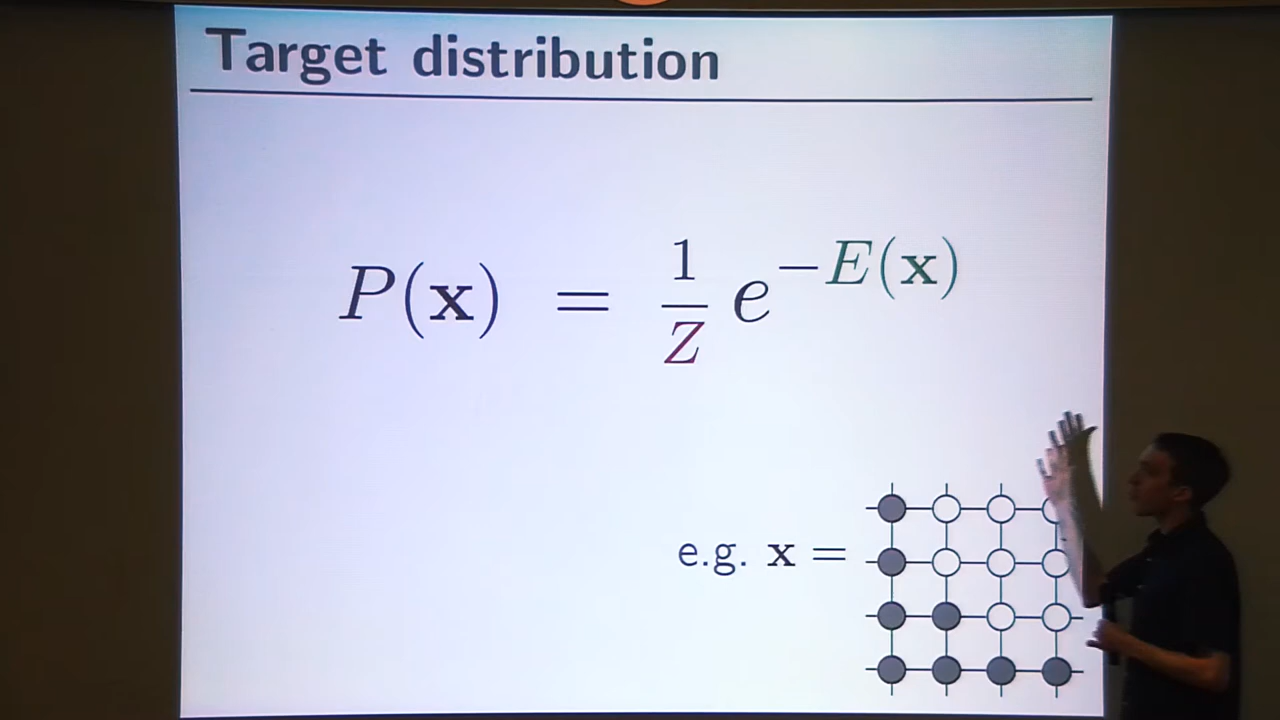 Target distribution
P(x) = 1/Z e^{-E(x)}
e.g. x =